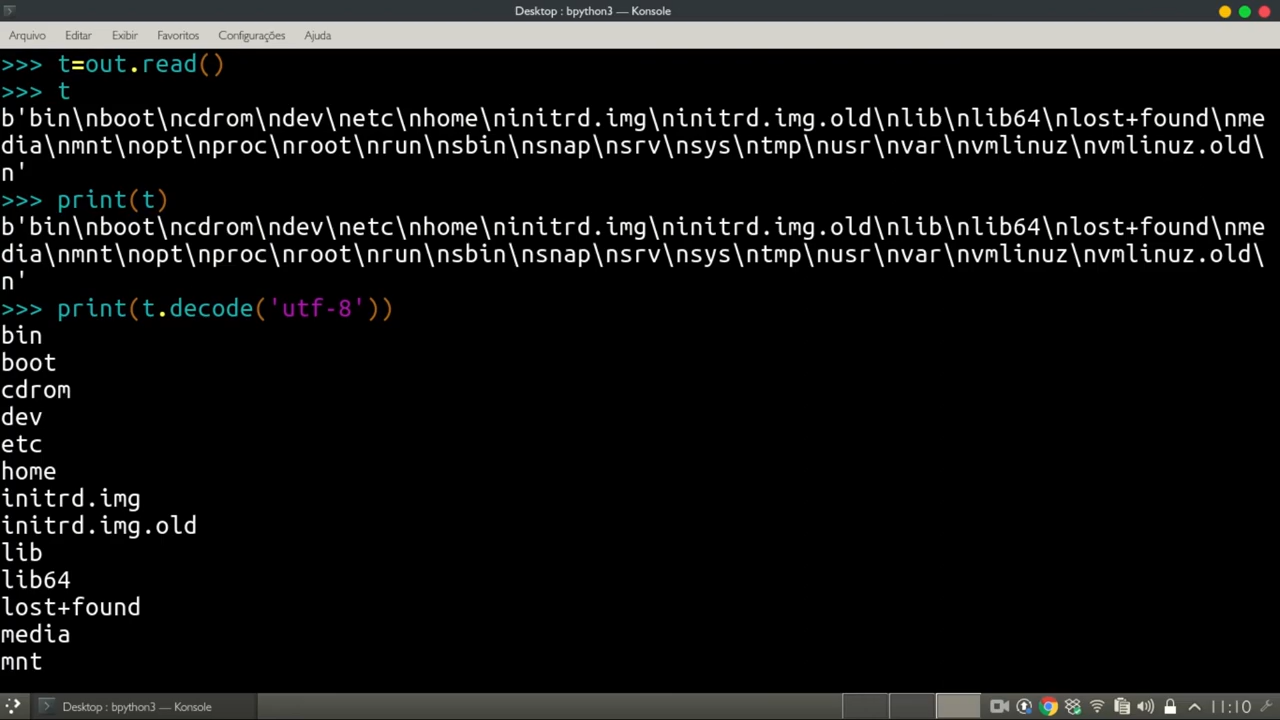 Desktop : bpython3 — Konsole
Arquivo Editar Exibir Favoritos Configurações Ajuda
>>> t=out.read()
>>> t
b'bin\nboot\ncdrom\ndev\netc\nhome\ninitrd.img\ninitrd.img.old\nlib\nlib64\nlost+found\nme
dia\nmnt\nopt\nproc\nroot\nrun\nsbin\nsnap\nsrv\nsys\ntmp\nusr\nvar\nvmlinuz\nvmlinuz.old\
n'
>>> print(t)
b'bin\nboot\ncdrom\ndev\netc\nhome\ninitrd.img\ninitrd.img.old\nlib\nlib64\nlost+found\nme
dia\nmnt\nopt\nproc\nroot\nrun\nsbin\nsnap\nsrv\nsys\ntmp\nusr\nvar\nvmlinuz\nvmlinuz.old\
n'
>>> print(t.decode('utf-8'))
bin
boot
cdrom
dev
etc
home
initrd.img
initrd.img.old
lib
lib64
lost+found
media
mnt
Desktop : bpython3 — Konsole 11:10